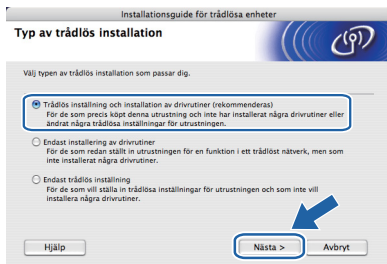 Installationsguide för trådlösa enheter
Typ av trådlös installation
Välj typen av trådlös installation som passar dig.
Trådlös inställning och installation av drivrutiner (rekommenderas)
För de som precis köpt denna utrustning och inte har installerat några drivrutiner eller
ändrat några trådlösa inställningar för utrustningen.
Endast installering av drivrutiner
För de som redan ställt in utrustningen för en funktion i ett trådlöst nätverk, men som
inte installerat några drivrutiner.
Endast trådlös inställning
För de som vill ställa in trådlösa inställningar för utrustningen och som inte vill
installera några drivrutiner.
Hjälp
Nästa >
Avbryt